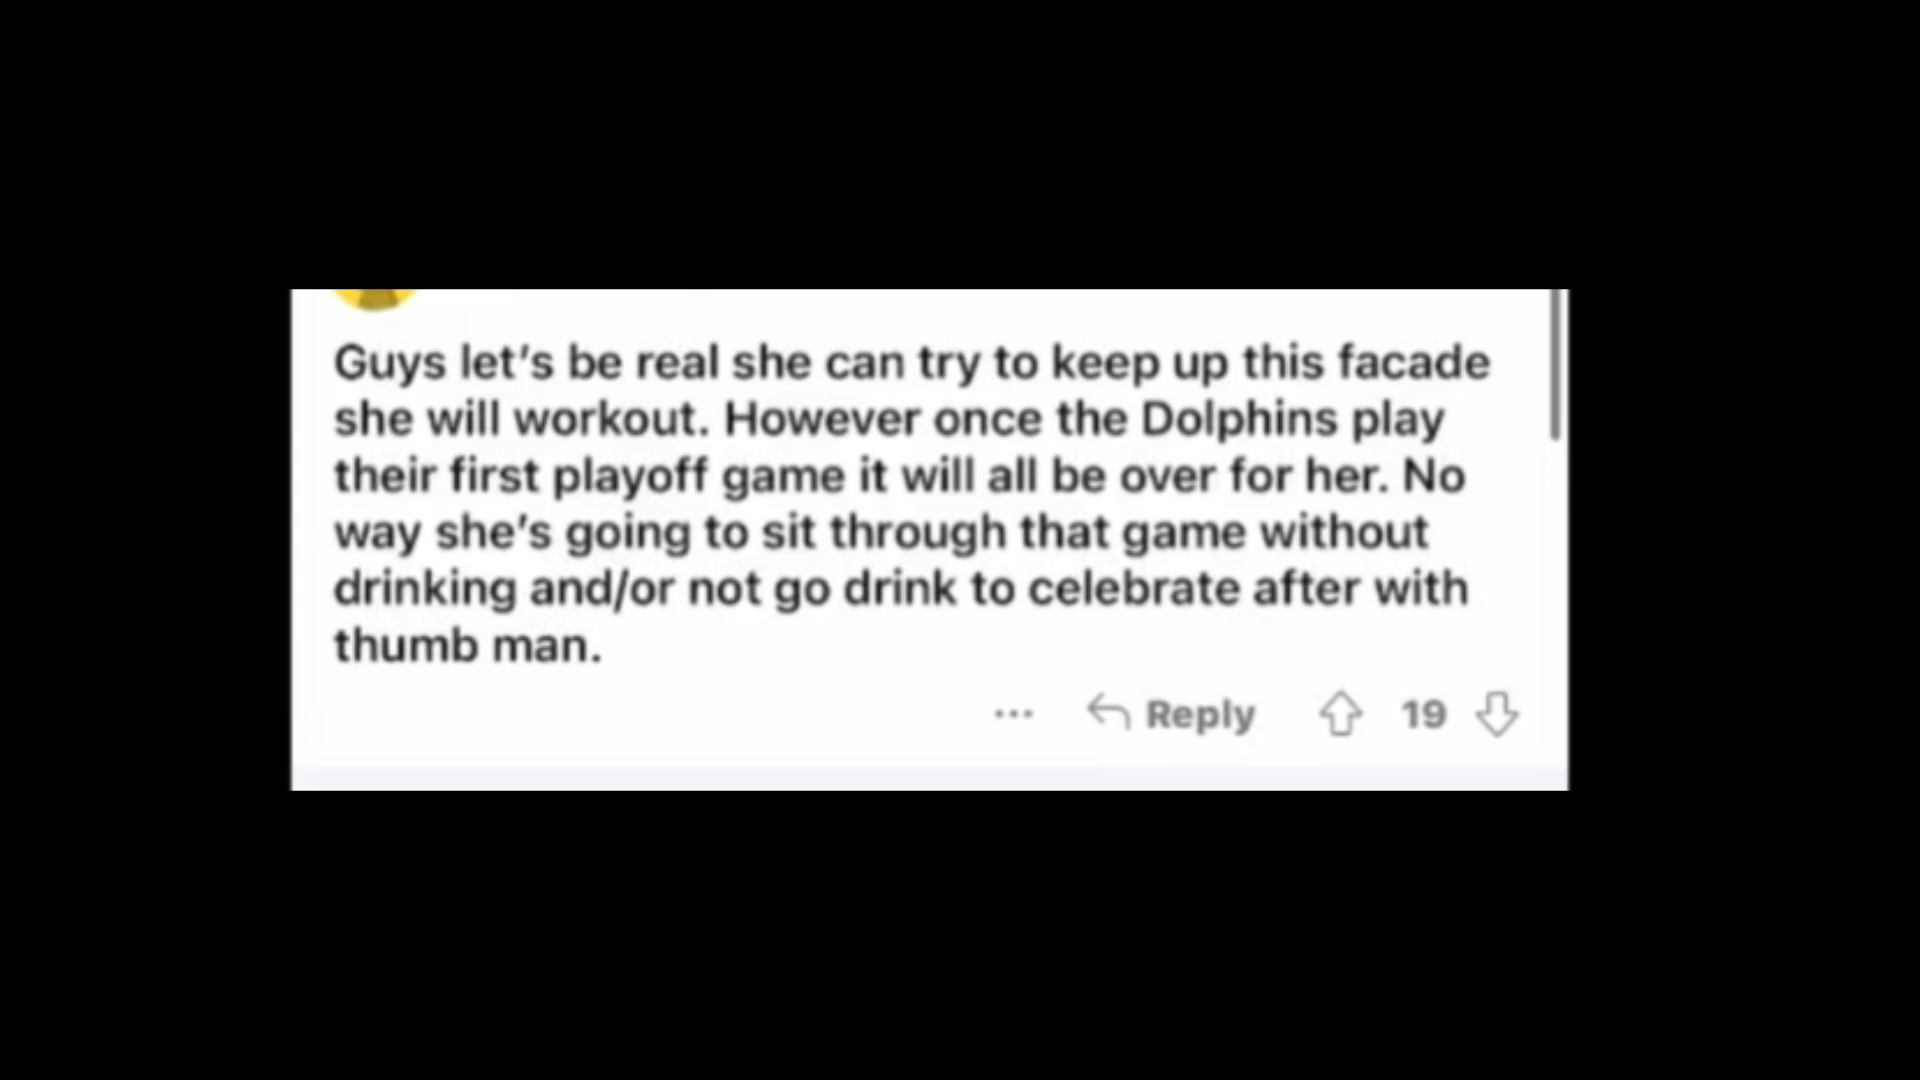 Guys let's be real she can try to keep up this facade
she will workout. However once the Dolphins play
their first playoff game it will all be over for her. No
way she's going to sit through that game without
drinking and/or not go drink to celebrate after with
thumb man.
... Reply 19